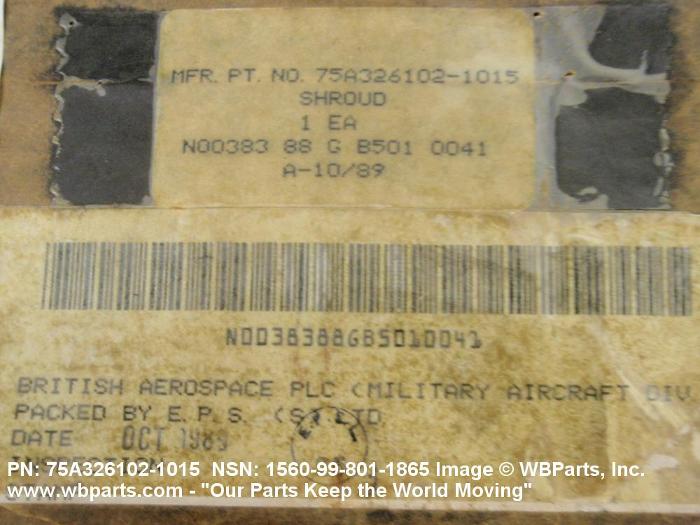 MFR. PT. NO. 75A326102-1015
SHROUD
1 EA
N00383 88 G B501 0041
A-10/89
N0038388GB5010041
BRITISH AEROSPACE PLC (MILITARY AIRCRAFT DIV
PACKED BY E.P.S. (S) LTD
DATE OCT 1989
PN: 75A326102-1015 NSN: 1560-99-801-1865 Image © WBParts, Inc.
www.wbparts.com - "Our Parts Keep the World Moving"